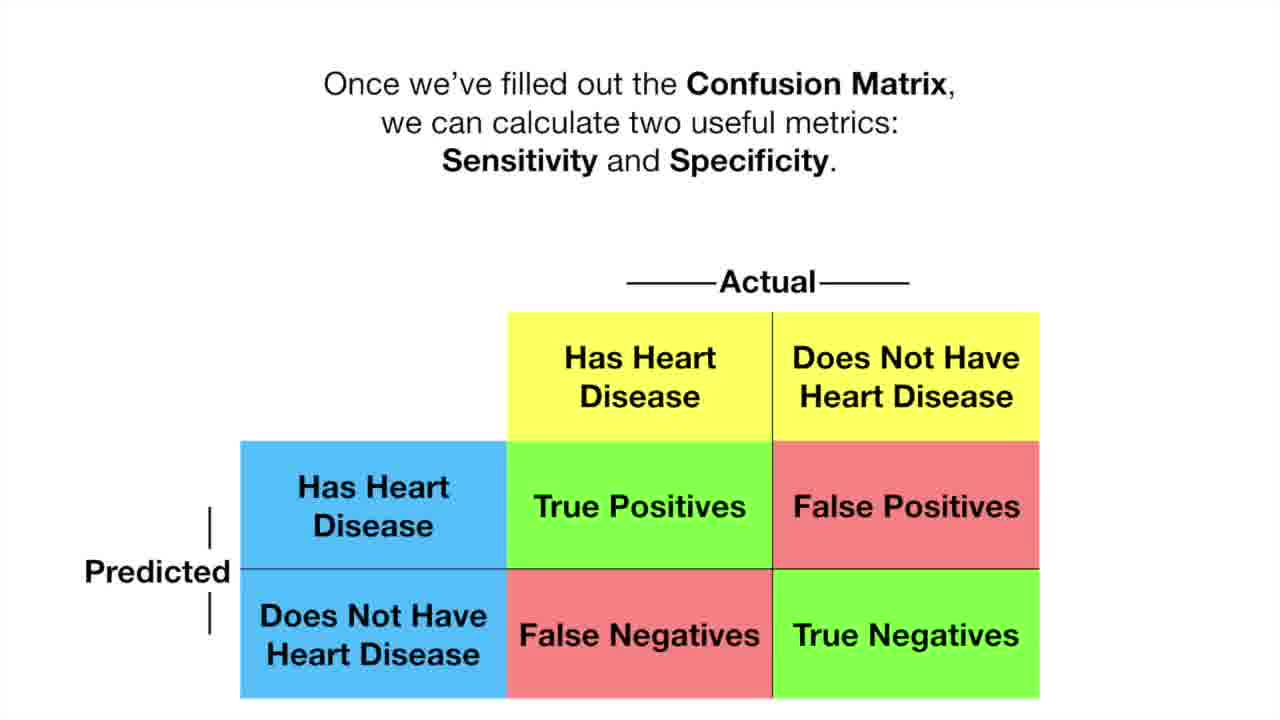 Once we’ve filled out the Confusion Matrix,
we can calculate two useful metrics:
Sensitivity and Specificity.
Actual
Has Heart
Disease
Does Not Have
Heart Disease
Predicted
Has Heart
Disease
True Positives
False Positives
Does Not Have
Heart Disease
False Negatives
True Negatives